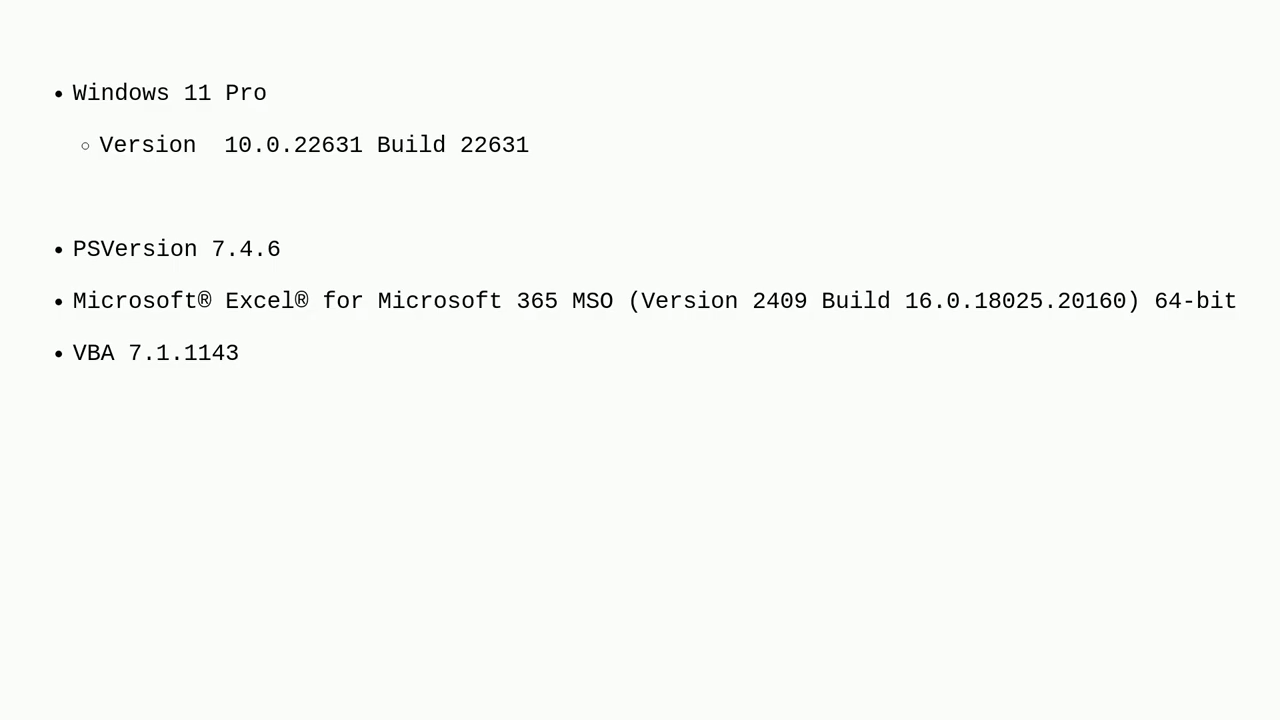 • Windows 11 Pro
○ Version  10.0.22631 Build 22631
• PSVersion 7.4.6
• Microsoft® Excel® for Microsoft 365 MSO (Version 2409 Build 16.0.18025.20160) 64-bit
• VBA 7.1.1143